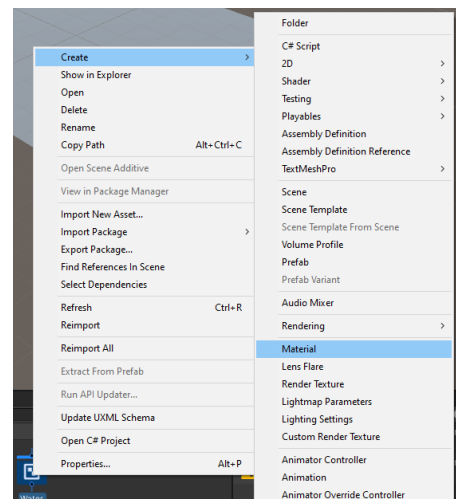 Create
Show in Explorer
Open
Delete
Rename
Copy Path Alt+Ctrl+C
Open Scene Additive
View in Package Manager
Import New Asset...
Import Package
Export Package...
Find References In Scene
Select Dependencies
Refresh Ctrl+R
Reimport
Reimport All
Extract From Prefab
Run API Updater...
Update UXML Schema
Open C# Project
Properties... Alt+P
Water
Folder
C# Script
2D
Shader
Testing
Playables
Assembly Definition
Assembly Definition Reference
TextMeshPro
Scene
Scene Template
Scene Template From Scene
Volume Profile
Prefab
Prefab Variant
Audio Mixer
Rendering
Material
Lens Flare
Render Texture
Lightmap Parameters
Lighting Settings
Custom Render Texture
Animator Controller
Animation
Animator Override Controller